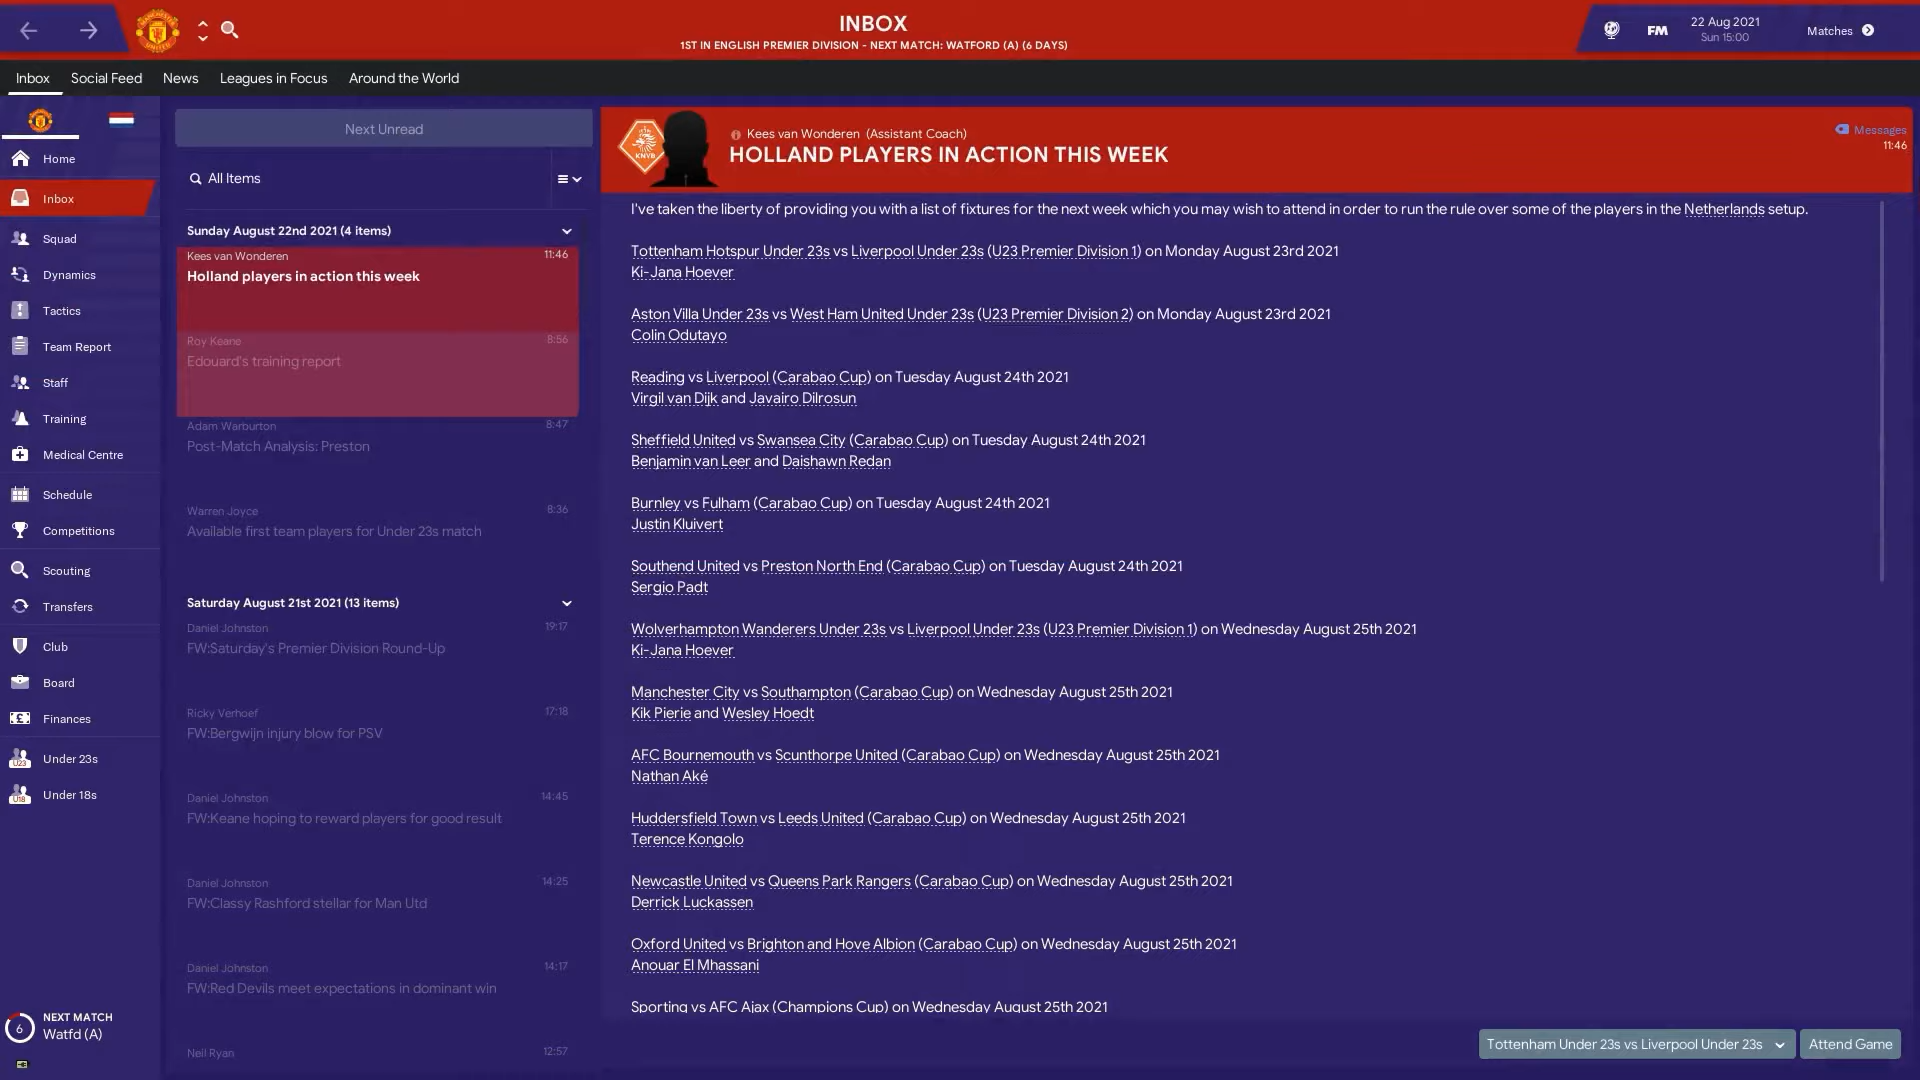 INBOX
1ST IN ENGLISH PREMIER DIVISION - NEXT MATCH: WATFORD (A) (6 DAYS)
FM
22 Aug 2021
Sun 15:00
Matches
Inbox
Social Feed
News
Leagues in Focus
Around the World
Home
Inbox
Squad
Dynamics
Tactics
Team Report
Staff
Training
Medical Centre
Schedule
Competitions
Scouting
Transfers
Club
Board
Finances
U23
Under 23s
U18
Under 18s
6
NEXT MATCH
Watfd (A)
Next Unread
All Items
Sunday August 22nd 2021 (4 items)
Kees van Wonderen 11:46
Holland players in action this week
Roy Keane 8:56
Edouard's training report
Adam Warburton 8:47
Post-Match Analysis: Preston
Warren Joyce 8:36
Available first team players for Under 23s match
Saturday August 21st 2021 (13 items)
Daniel Johnston 19:17
FW:Saturday's Premier Division Round-Up
Ricky Verhoef 17:18
FW:Bergwijn injury blow for PSV
Daniel Johnston 14:45
FW:Keane hoping to reward players for good result
Daniel Johnston 14:25
FW:Classy Rashford stellar for Man Utd
Daniel Johnston 14:17
FW:Red Devils meet expectations in dominant win
Neil Ryan 12:57
KNVB
Kees van Wonderen (Assistant Coach)
HOLLAND PLAYERS IN ACTION THIS WEEK
Messages
11:46
I've taken the liberty of providing you with a list of fixtures for the next week which you may wish to attend in order to run the rule over some of the players in the Netherlands setup.
Tottenham Hotspur Under 23s vs Liverpool Under 23s (U23 Premier Division 1) on Monday August 23rd 2021
Ki-Jana Hoever
Aston Villa Under 23s vs West Ham United Under 23s (U23 Premier Division 2) on Monday August 23rd 2021
Colin Odutayo
Reading vs Liverpool (Carabao Cup) on Tuesday August 24th 2021
Virgil van Dijk and Javairo Dilrosun
Sheffield United vs Swansea City (Carabao Cup) on Tuesday August 24th 2021
Benjamin van Leer and Daishawn Redan
Burnley vs Fulham (Carabao Cup) on Tuesday August 24th 2021
Justin Kluivert
Southend United vs Preston North End (Carabao Cup) on Tuesday August 24th 2021
Sergio Padt
Wolverhampton Wanderers Under 23s vs Liverpool Under 23s (U23 Premier Division 1) on Wednesday August 25th 2021
Ki-Jana Hoever
Manchester City vs Southampton (Carabao Cup) on Wednesday August 25th 2021
Kik Pierie and Wesley Hoedt
AFC Bournemouth vs Scunthorpe United (Carabao Cup) on Wednesday August 25th 2021
Nathan Aké
Huddersfield Town vs Leeds United (Carabao Cup) on Wednesday August 25th 2021
Terence Kongolo
Newcastle United vs Queens Park Rangers (Carabao Cup) on Wednesday August 25th 2021
Derrick Luckassen
Oxford United vs Brighton and Hove Albion (Carabao Cup) on Wednesday August 25th 2021
Anouar El Mhassani
Sporting vs AFC Ajax (Champions Cup) on Wednesday August 25th 2021
Tottenham Under 23s vs Liverpool Under 23s
Attend Game